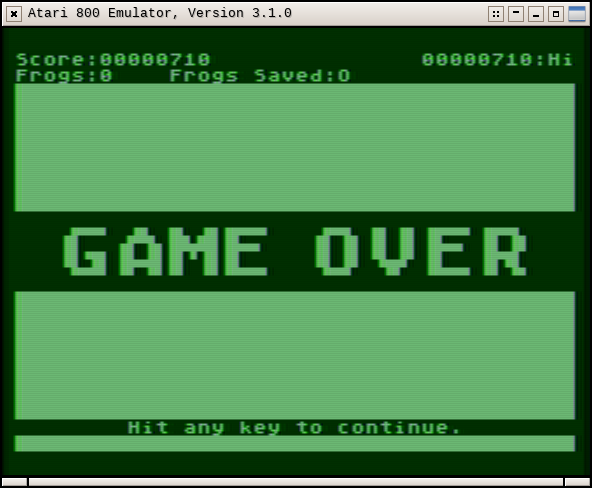 Atari 800 Emulator, Version 3.1.0
Score:00000710 00000710:Hi
Frogs:0 Frogs Saved:0
GAME OVER
Hit any key to continue.